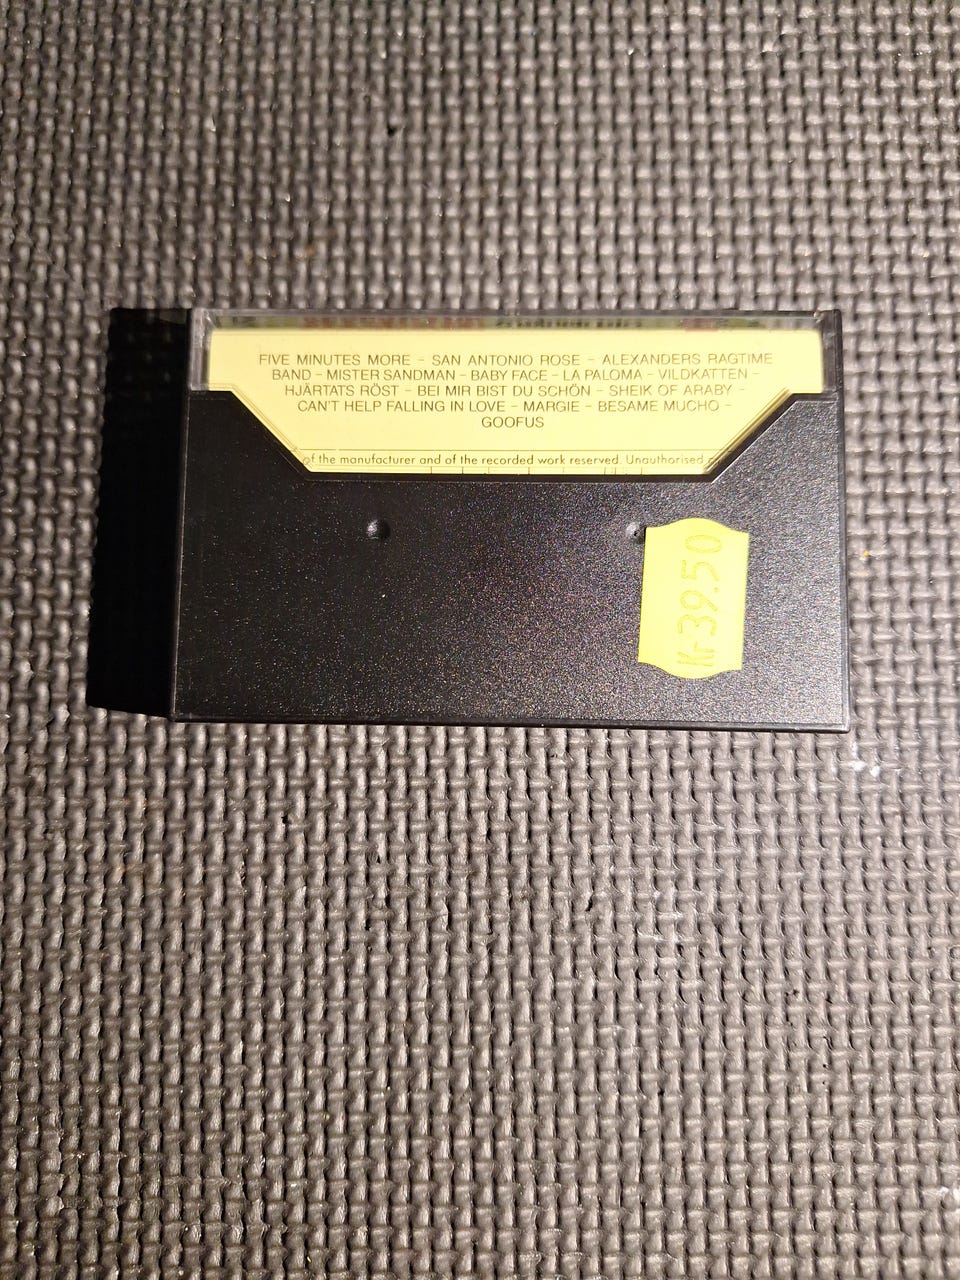 FIVE MINUTES MORE – SAN ANTONIO ROSE – ALEXANDERS RAGTIME
BAND – MISTER SANDMAN – BABY FACE – LA PALOMA – VILDKATTEN –
HJÄRTATS RÖST – BEI MIR BIST DU SCHÖN – SHEIK OF ARABY –
CAN'T HELP FALLING IN LOVE – MARGIE – BESAME MUCHO –
GOOFUS
of the manufacturer and of the recorded work reserved. Unauthorised
Kr 39.50